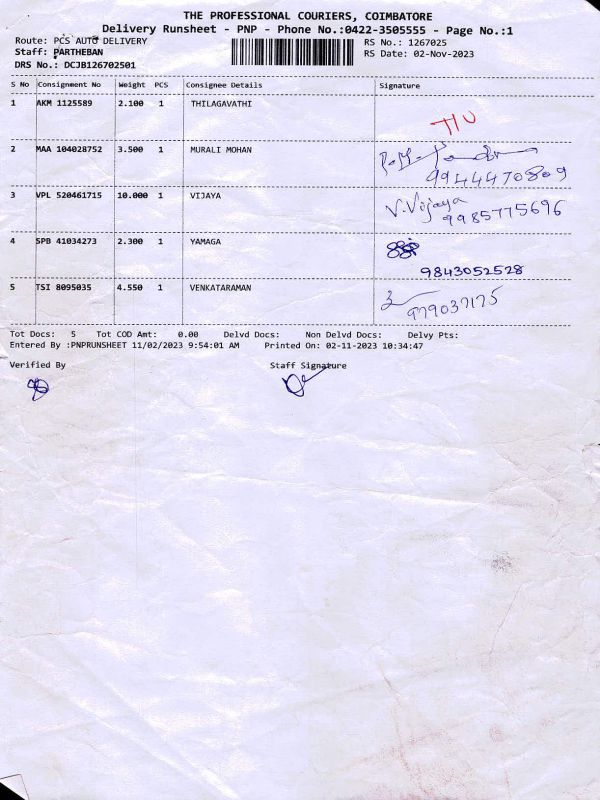 THE PROFESSIONAL COURIERS, COIMBATORE
Delivery Runsheet - PNP - Phone No.:0422-3505555 - Page No.:1
Route: PCS AUTO DELIVERY RS No.: 1267025
Staff: PARTHEBAN RS Date: 02-Nov-2023
DRS No.: DCJB126702501
S No Consignment No Weight PCS Consignee Details Signature
1 AKM 1125589 2.100 1 THILAGAVATHI
2 MAA 104028752 3.500 1 MURALI MOHAN
9944470809
3 VPL 520461715 10.000 1 VIJAYA V.Vijaya
9985775696
4 SPB 41034273 2.300 1 YAMAGA
9843052528
5 TSI 8095035 4.550 1 VENKATARAMAN
Tot Docs: 5 Tot COD Amt: 0.00 Delvd Docs: Non Delvd Docs: Delvy Pts:
Entered By :PNPRUNSHEET 11/02/2023 9:54:01 AM Printed On: 02-11-2023 10:34:47
Verified By Staff Signature